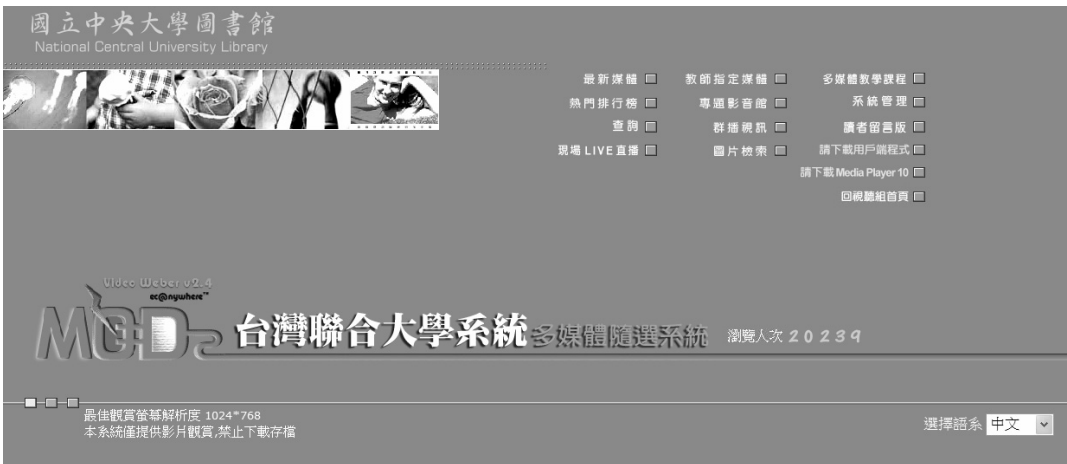 國立中央大學圖書館
National Central University Library
最新媒體 教師指定媒體 多媒體教學課程
熱門排行榜 專題影音館 系統管理
查詢 群播視訊 讀者留言版
現場LIVE直播 圖片檢索 請下載用戶端程式
請下載Media Player 10
回視聽組首頁
Video Weber v2.4
ec@nywhere™
MOD
台灣聯合大學系統多媒體隨選系統 瀏覽人次 20239
最佳觀賞螢幕解析度 1024*768
本系統僅提供影片觀賞,禁止下載存檔
選擇語系 中文